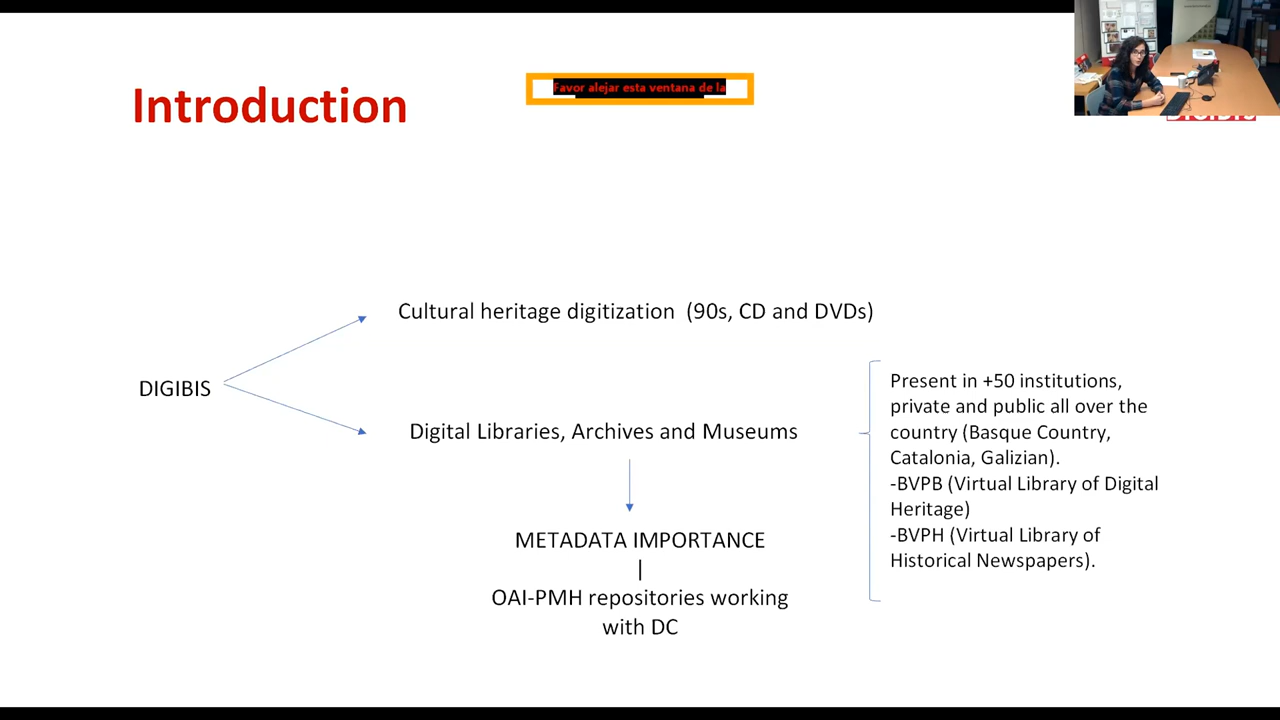 Introduction
Favor alejar esta ventana de la
DIGIBIS
Cultural heritage digitization (90s, CD and DVDs)
DIGIBIS
Digital Libraries, Archives and Museums
METADATA IMPORTANCE
|
OAI-PMH repositories working
with DC
Present in +50 institutions,
private and public all over the
country (Basque Country,
Catalonia, Galizian).
-BVPB (Virtual Library of Digital
Heritage)
-BVPH (Virtual Library of
Historical Newspapers).